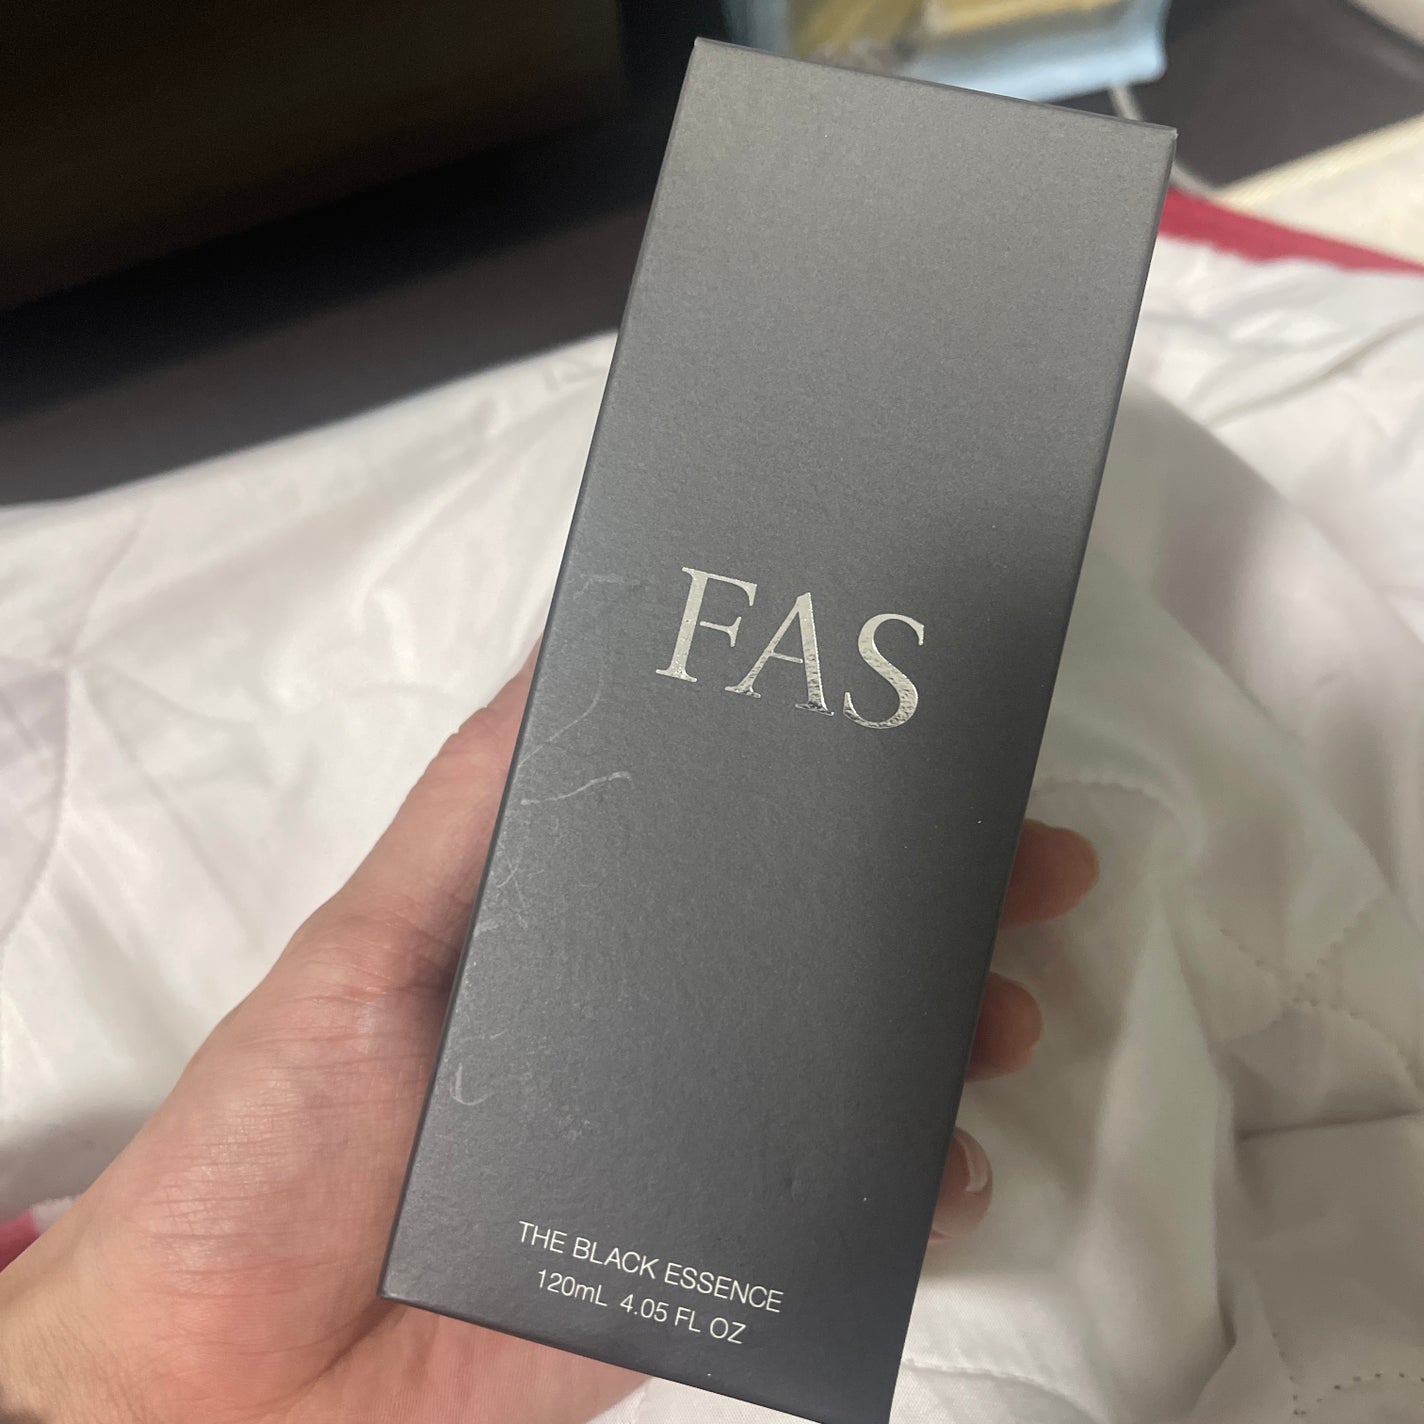 FAS
THE BLACK ESSENCE
120mL 4.05 FL OZ